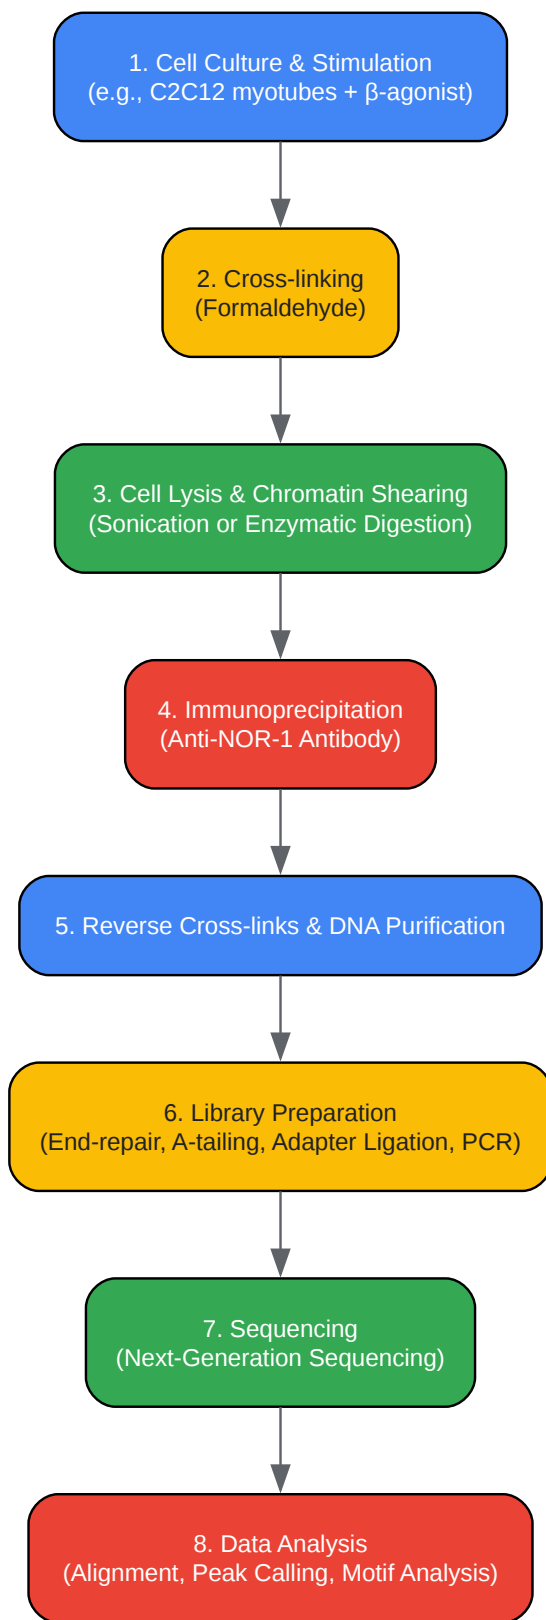 1. Cell Culture & Stimulation
(e.g., C2C12 myotubes + β-agonist)
2. Cross-linking
(Formaldehyde)
3. Cell Lysis & Chromatin Shearing
(Sonication or Enzymatic Digestion)
4. Immunoprecipitation
(Anti-NOR-1 Antibody)
5. Reverse Cross-links & DNA Purification
6. Library Preparation
(End-repair, A-tailing, Adapter Ligation, PCR)
7. Sequencing
(Next-Generation Sequencing)
8. Data Analysis
(Alignment, Peak Calling, Motif Analysis)